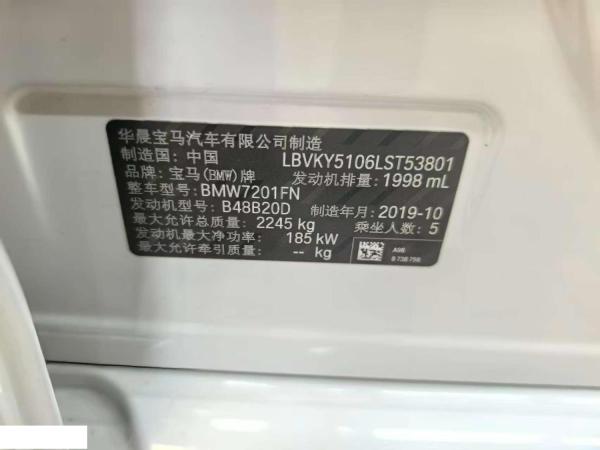 华晨宝马汽车有限公司制造
制造国: 中国 LBVKY5106LST53801
品牌: 宝马(BMW)牌 发动机排量: 1998 mL
整车型号: BMW7201FN
发动机型号: B48B20D 制造年月: 2019-10
最大允许总质量: 2245 kg 乘坐人数: 5
发动机最大净功率: 185 kW
最大允许牵引质量: -- kg
A9B